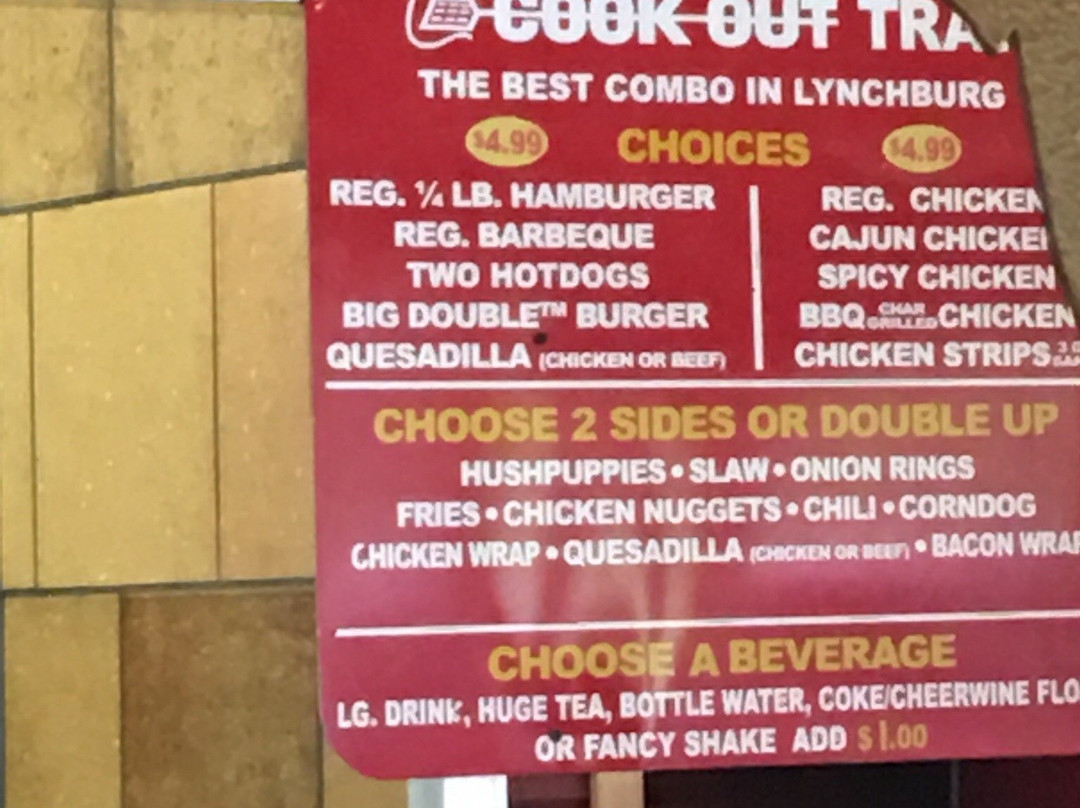 COOK OUT TRA
THE BEST COMBO IN LYNCHBURG
$4.99 CHOICES $4.99
REG. ¼ LB. HAMBURGER
REG. BARBEQUE
TWO HOTDOGS
BIG DOUBLE™ BURGER
QUESADILLA (CHICKEN OR BEEF)
REG. CHICKEN
CAJUN CHICKEN
SPICY CHICKEN
BBQ CHAR GRILLED CHICKEN
CHICKEN STRIPS
CHOOSE 2 SIDES OR DOUBLE UP
HUSHPUPPIES • SLAW • ONION RINGS
FRIES • CHICKEN NUGGETS • CHILI • CORNDOG
CHICKEN WRAP • QUESADILLA (CHICKEN OR BEEF) • BACON WRAP
CHOOSE A BEVERAGE
LG. DRINK, HUGE TEA, BOTTLE WATER, COKE/CHEERWINE FLO
OR FANCY SHAKE ADD $1.00